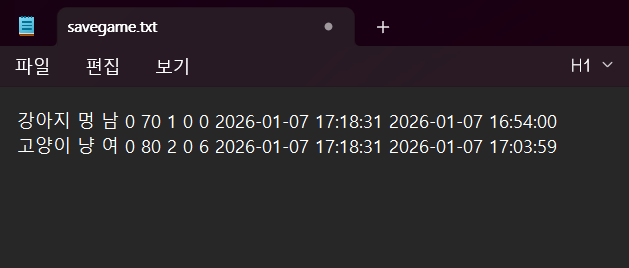 savegame.txt
파일 편집 보기 H1
강아지 멍 남 0 70 1 0 0 2026-01-07 17:18:31 2026-01-07 16:54:00
고양이 냥 여 0 80 2 0 6 2026-01-07 17:18:31 2026-01-07 17:03:59